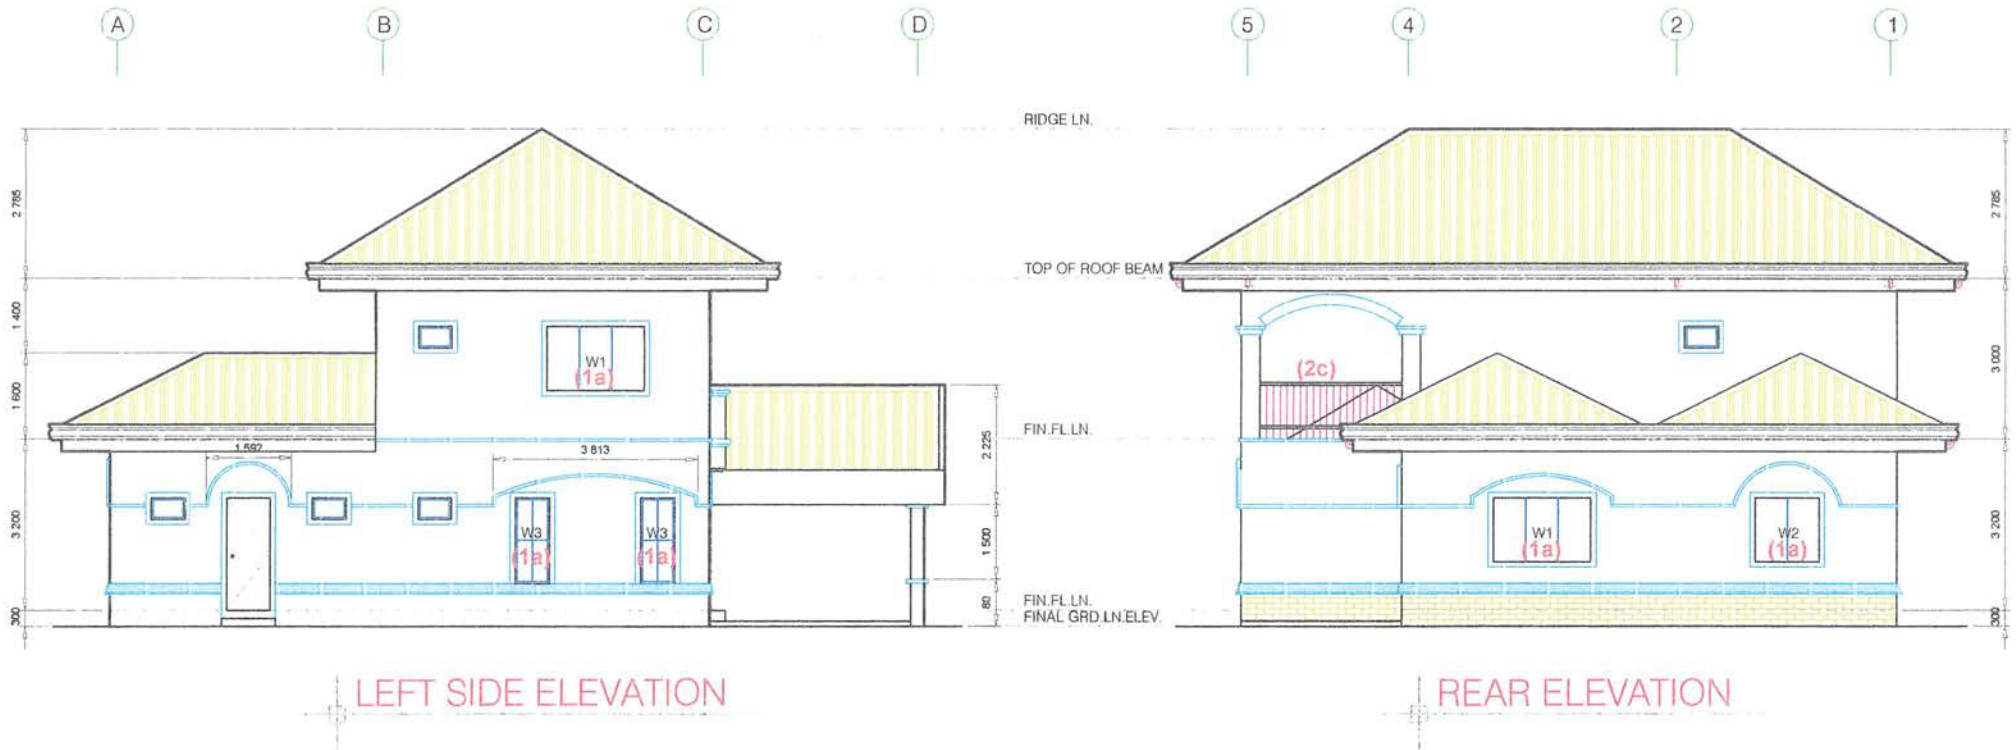 A B C D 5 4 2 1
RIDGE LN.
2 785
2 785
TOP OF ROOF BEAM
1 400
W1
(1a)
3 000
(2c)
1 600
FIN.FL.LN.
2 225
1 592
3 813
3 200
W3
(1a)
W3
(1a)
1 500
W1
(1a)
W2
(1a)
3 200
80
300
FIN.FL.LN.
FINAL GRD.LN.ELEV.
300
LEFT SIDE ELEVATION
REAR ELEVATION